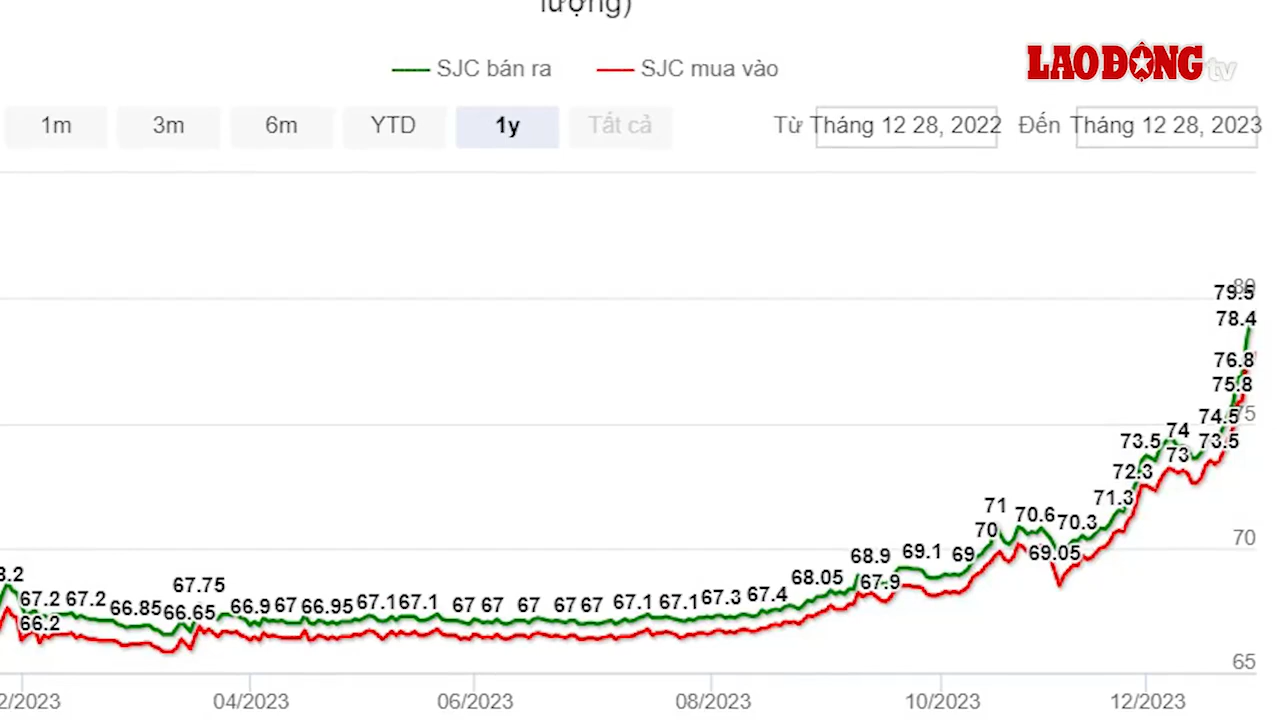 lượng)
SJC bán ra SJC mua vào
LAO ĐỘNG tv
1m 3m 6m YTD 1y Tất cả Từ Tháng 12 28, 2022 Đến Tháng 12 28, 2023
80
79.5
78.4
76.8
75.8
74.5 75
73.5 74 73.5
73
72.3
71.3
71 70.6 70.3
70 70
69.05
68.9 69.1 69
68.05 67.9
3.2 67.2 67.2 66.85 67.75 66.65 66.9 67 66.95 67.1 67.1 67 67 67 67 67 67.1 67.1 67.3 67.4
66.2
65
2/2023 04/2023 06/2023 08/2023 10/2023 12/2023